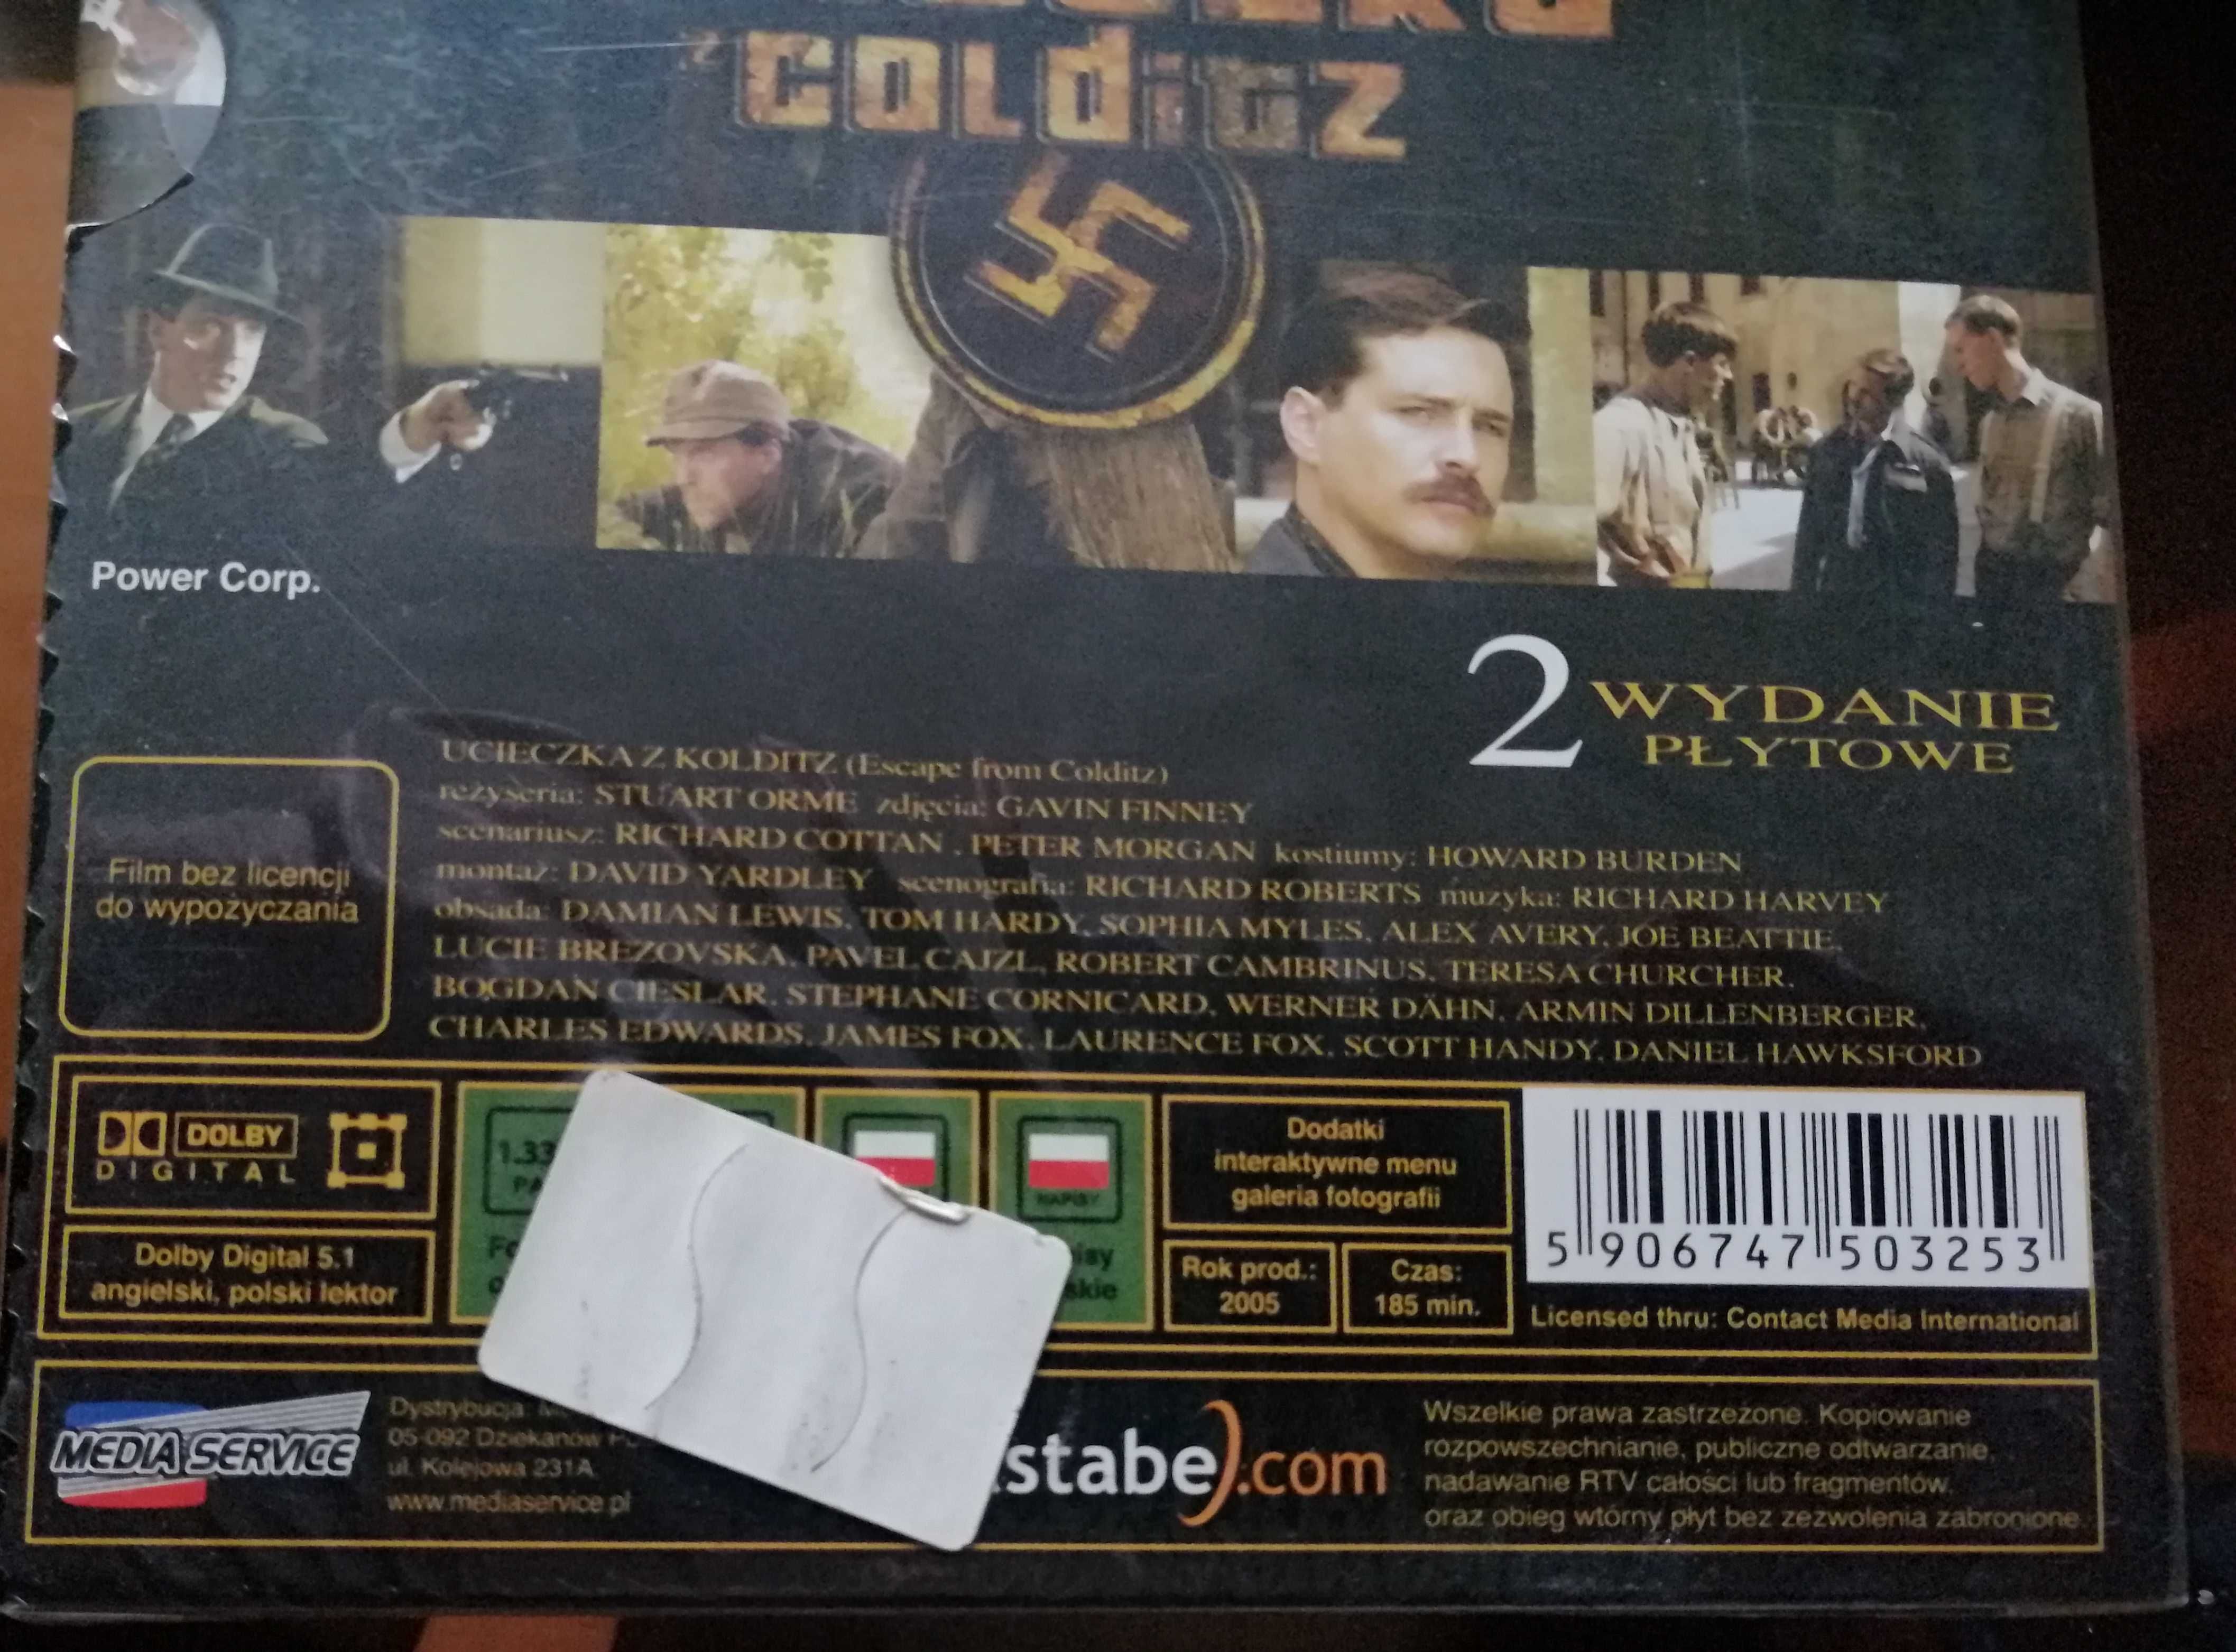 Z COLDITZ
Power Corp.
2 WYDANIE
PŁYTOWE
UCIECZKA Z KOLDITZ (Escape from Colditz)
reżyseria: STUART ORME zdjęcia: GAVIN FINNEY
scenariusz: RICHARD COTTAN , PETER MORGAN kostiumy: HOWARD BURDEN
montaż: DAVID YARDLEY scenografia: RICHARD ROBERTS muzyka: RICHARD HARVEY
obsada: DAMIAN LEWIS, TOM HARDY, SOPHIA MYLES, ALEX AVERY, JOE BEATTIE,
LUCIE BREZOVSKA, PAVEL CAJZL, ROBERT CAMBRINUS, TERESA CHURCHER,
BOGDAN CIESLAR, STEPHANE CORNICARD, WERNER DÄHN, ARMIN DILLENBERGER,
CHARLES EDWARDS, JAMES FOX, LAURENCE FOX, SCOTT HANDY, DANIEL HAWKSFORD
Film bez licencji
do wypożyczania
DOLBY
DIGITAL
Dolby Digital 5.1
angielski, polski lektor
1.33
NAPISY
Dodatki
interaktywne menu
galeria fotografii
Rok prod.:
2005
Czas:
185 min.
5 906747 503253
Licensed thru: Contact Media International
MEDIA SERVICE
Dystrybucja:
05-092 Dziekanów
ul. Kolejowa 231A
www.mediaservice.pl
stabe).com
Wszelkie prawa zastrzeżone. Kopiowanie
rozpowszechnianie, publiczne odtwarzanie,
nadawanie RTV całości lub fragmentów,
oraz obieg wtórny płyt bez zezwolenia zabronione.